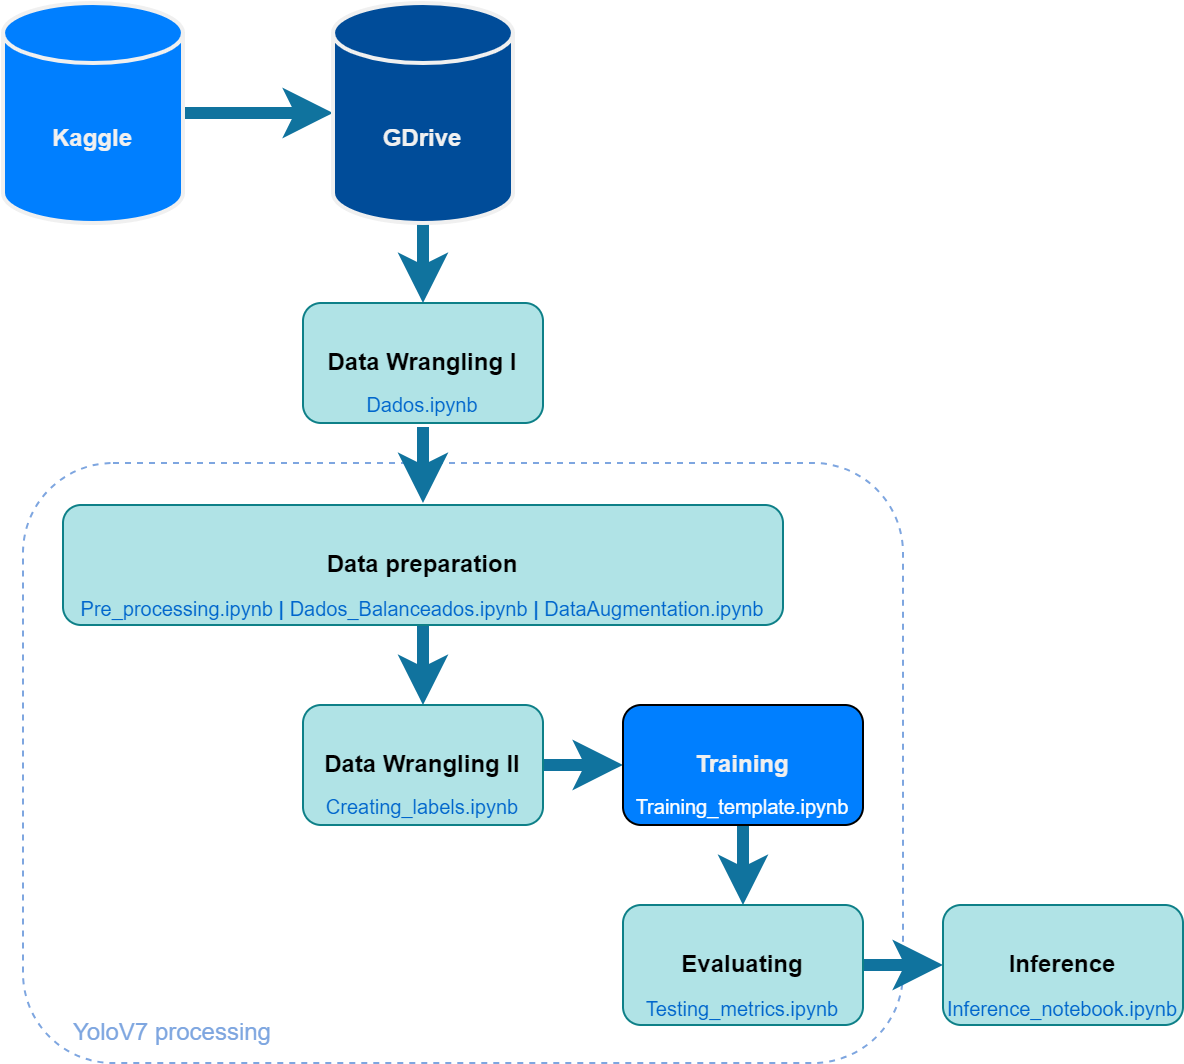 Kaggle
GDrive
Data Wrangling I
Dados.ipynb
Data preparation
Pre_processing.ipynb | Dados_Balanceados.ipynb | DataAugmentation.ipynb
Data Wrangling II
Creating_labels.ipynb
Training
Training_template.ipynb
Evaluating
Testing_metrics.ipynb
Inference
Inference_notebook.ipynb
YoloV7 processing